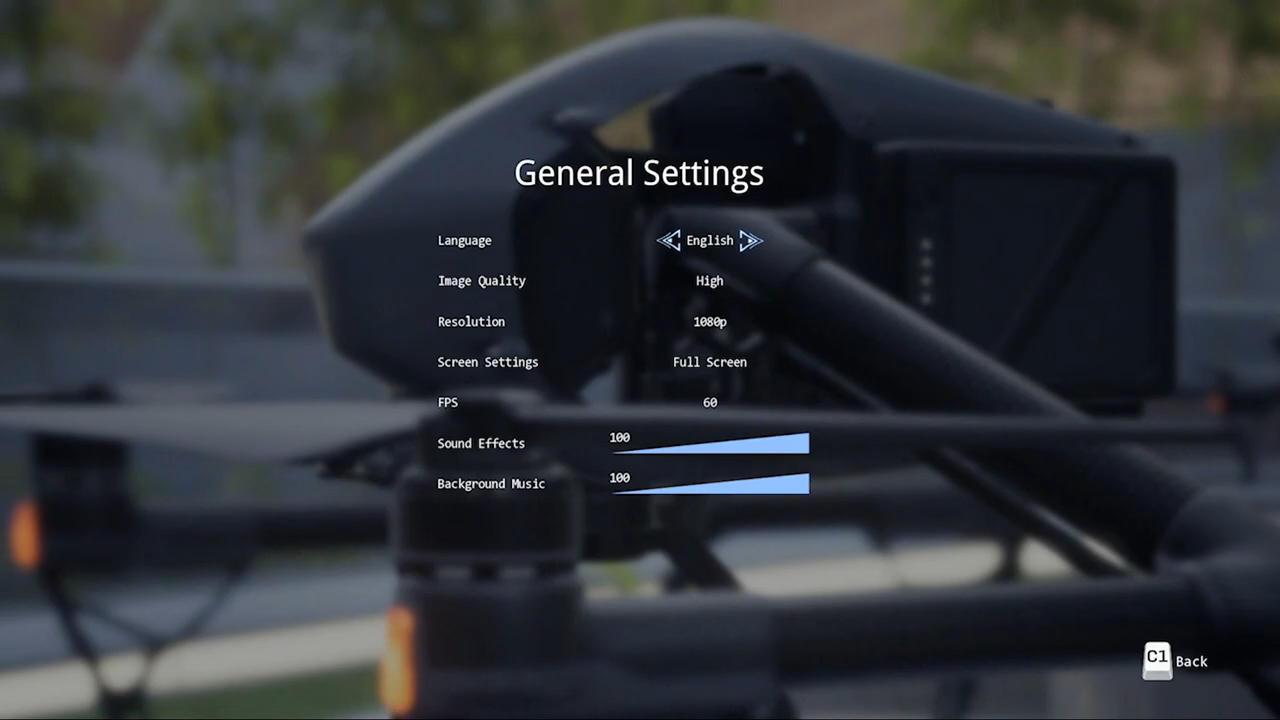 General Settings
Language English
Image Quality High
Resolution 1080p
Screen Settings Full Screen
FPS 60
Sound Effects 100
Background Music 100
C1 Back